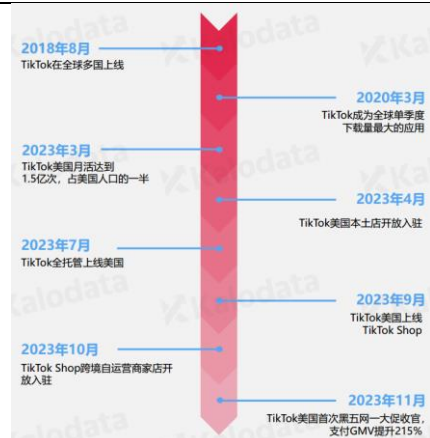 2018年8月
TikTok在全球多国上线
2020年3月
TikTok成为全球单季度
下载量最大的应用
2023年3月
TikTok美国月活达到
1.5亿次，占美国人口的一半
2023年4月
TikTok美国本土店开放入驻
2023年7月
TikTok全托管上线美国
2023年9月
TikTok美国上线
TikTok Shop
2023年10月
TikTok Shop跨境自运营商家店开
放入驻
2023年11月
TikTok美国首次黑五网一大促收官，
支付GMV提升215%
Kalodata